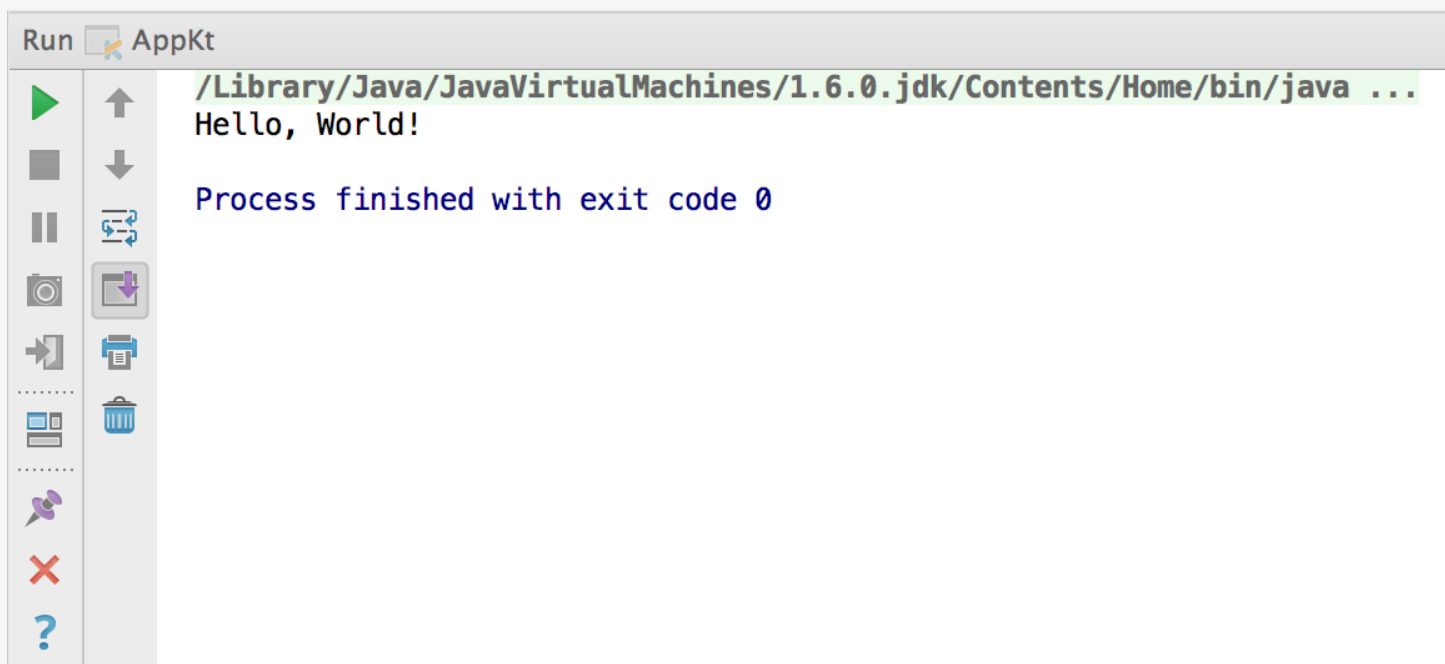 Run AppKt
/Library/Java/JavaVirtualMachines/1.6.0.jdk/Contents/Home/bin/java ...
Hello, World!
Process finished with exit code 0
?